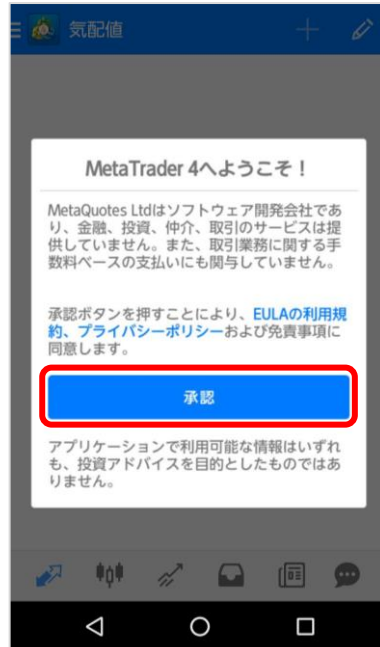 気配値
MetaTrader 4へようこそ！
MetaQuotes Ltdはソフトウェア開発会社であ
り、金融、投資、仲介、取引のサービスは提
供していません。また、取引業務に関する手
数料ベースの支払いにも関与していません。
承認ボタンを押すことにより、EULAの利用規
約、プライバシーポリシーおよび免責事項に
同意します。
承認
アプリケーションで利用可能な情報はいずれ
も、投資アドバイスを目的としたものではあ
りません。